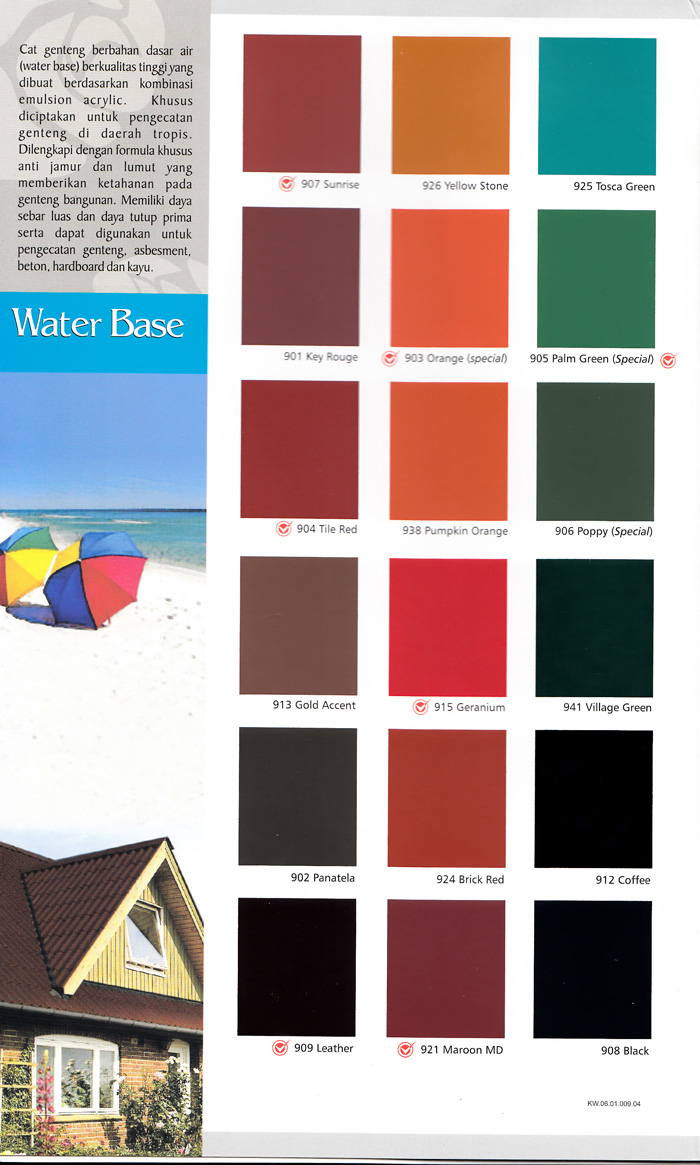 Cat genteng berbahan dasar air
(water base) berkualitas tinggi yang
dibuat berdasarkan kombinasi
emulsion acrylic. Khusus
diciptakan untuk pengecatan
genteng di daerah tropis.
Dilengkapi dengan formula khusus
anti jamur dan lumut yang
memberikan ketahanan pada
genteng bangunan. Memiliki daya
sebar luas dan daya tutup prima
serta dapat digunakan untuk
pengecatan genteng, asbesment,
beton, hardboard dan kayu.
Water Base
907 Sunrise
926 Yellow Stone
925 Tosca Green
901 Key Rouge
903 Orange (special)
905 Palm Green (Special)
904 Tile Red
938 Pumpkin Orange
906 Poppy (Special)
913 Gold Accent
915 Geranium
941 Village Green
902 Panatela
924 Brick Red
912 Coffee
909 Leather
921 Maroon MD
908 Black
KW.06.01.009.04